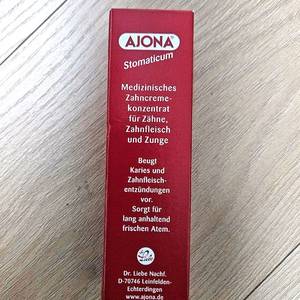 AJONA®
Stomaticum
Medizinisches
Zahncreme-
konzentrat
für Zähne,
Zahnfleisch
und Zunge
Beugt
Karies und
Zahnfleisch-
entzündungen
vor.
Sorgt für
lang anhaltend
frischen Atem.
Dr. Liebe Nachf.
D-70746 Leinfelden-
Echterdingen
www.ajona.de